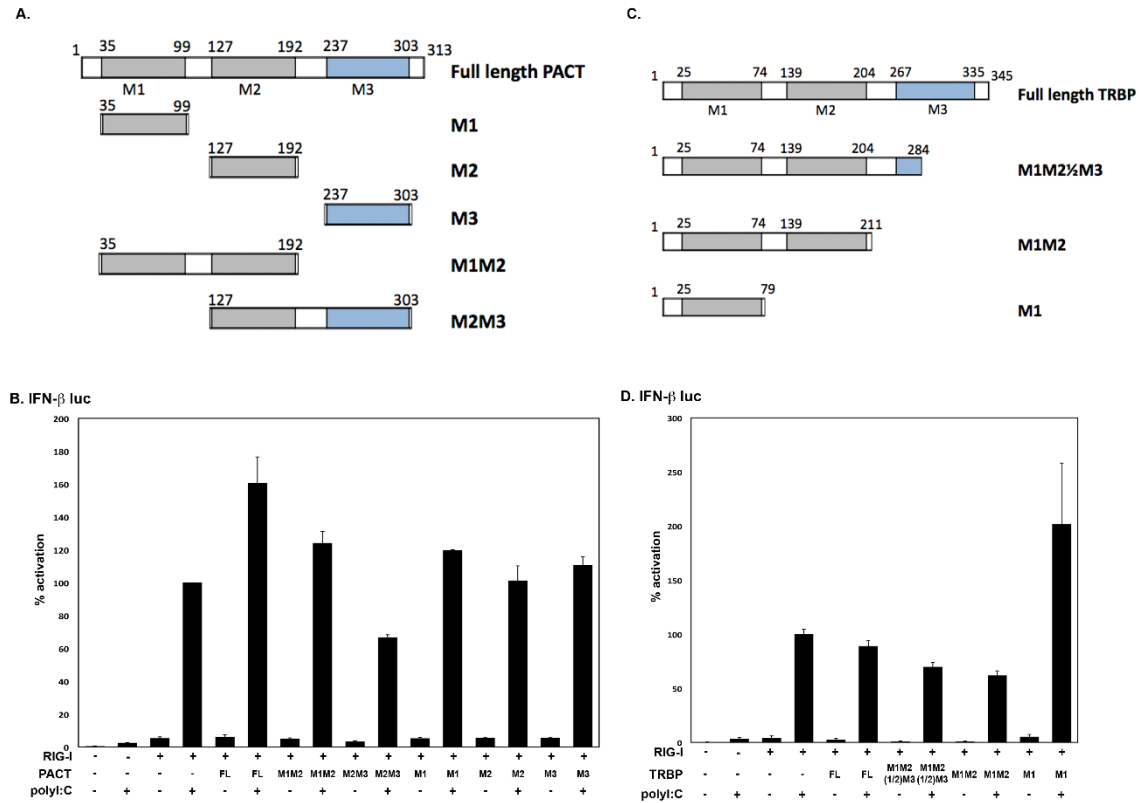 A.
1 35 99 127 192 237 303 313
Full length PACT
M1 M2 M3
35 99
M1
127 192
M2
237 303
M3
35 192
M1M2
127 303
M2M3
B. IFN-β luc
200
180
160
140
120
100
80
60
40
20
0
% activation
RIG-I - - + + + + + + + + + + + + + +
PACT - - - - FL FL M1M2 M1M2 M2M3 M2M3 M1 M1 M2 M2 M3 M3
polyI:C - + - + - + - + - + - + - + - +
C.
1 25 74 139 204 267 335 345
Full length TRBP
M1 M2 M3
1 25 74 139 204 284
M1M2½M3
1 25 74 139 211
M1M2
1 25 79
M1
D. IFN-β luc
300
250
200
150
100
50
0
% activation
RIG-I - - + + + + + + + + + +
TRBP - - - - FL FL M1M2 (1/2)M3 M1M2 (1/2)M3 M1M2 M1M2 M1 M1
polyI:C - + - + - + - + - + - +